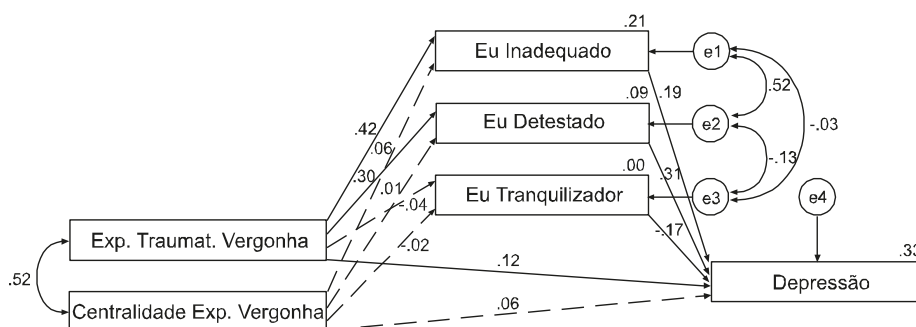 .21
Eu Inadequado
e1
.09
.19
.52
Eu Detestado
e2
-.03
.42
.06
.30
.00
.31
-.13
.01
Eu Tranquilizador
e3
e4
-.04
-.17
Exp. Traumat. Vergonha
-.02
.33
.52
.12
Depressão
Centralidade Exp. Vergonha
.06